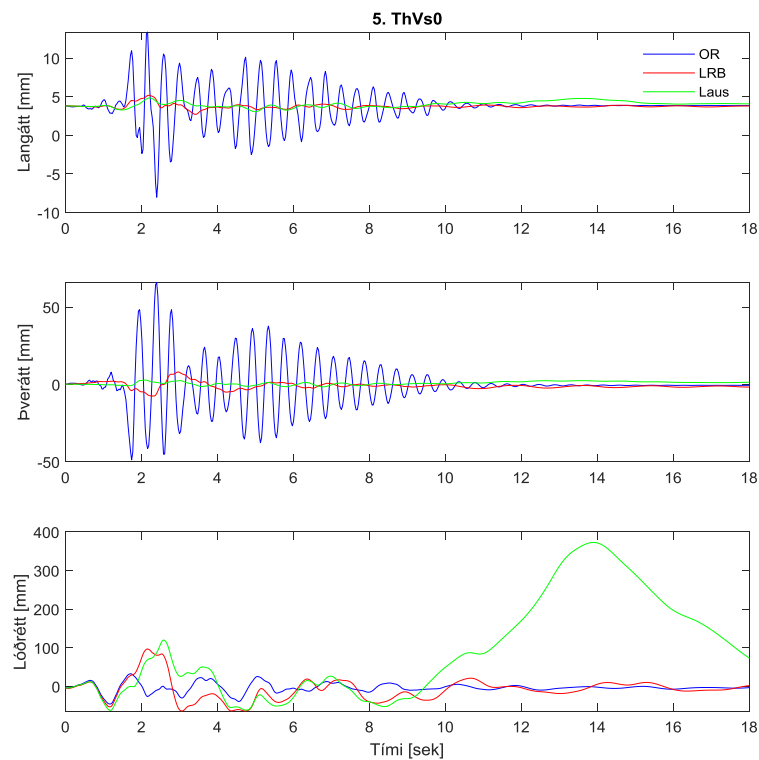 5. ThVs0
Langátt [mm]
10
5
0
-5
-10
OR
LRB
Laus
0 2 4 6 8 10 12 14 16 18
Þverátt [mm]
50
0
-50
0 2 4 6 8 10 12 14 16 18
Lóðrétt [mm]
400
300
200
100
0
0 2 4 6 8 10 12 14 16 18
Tími [sek]